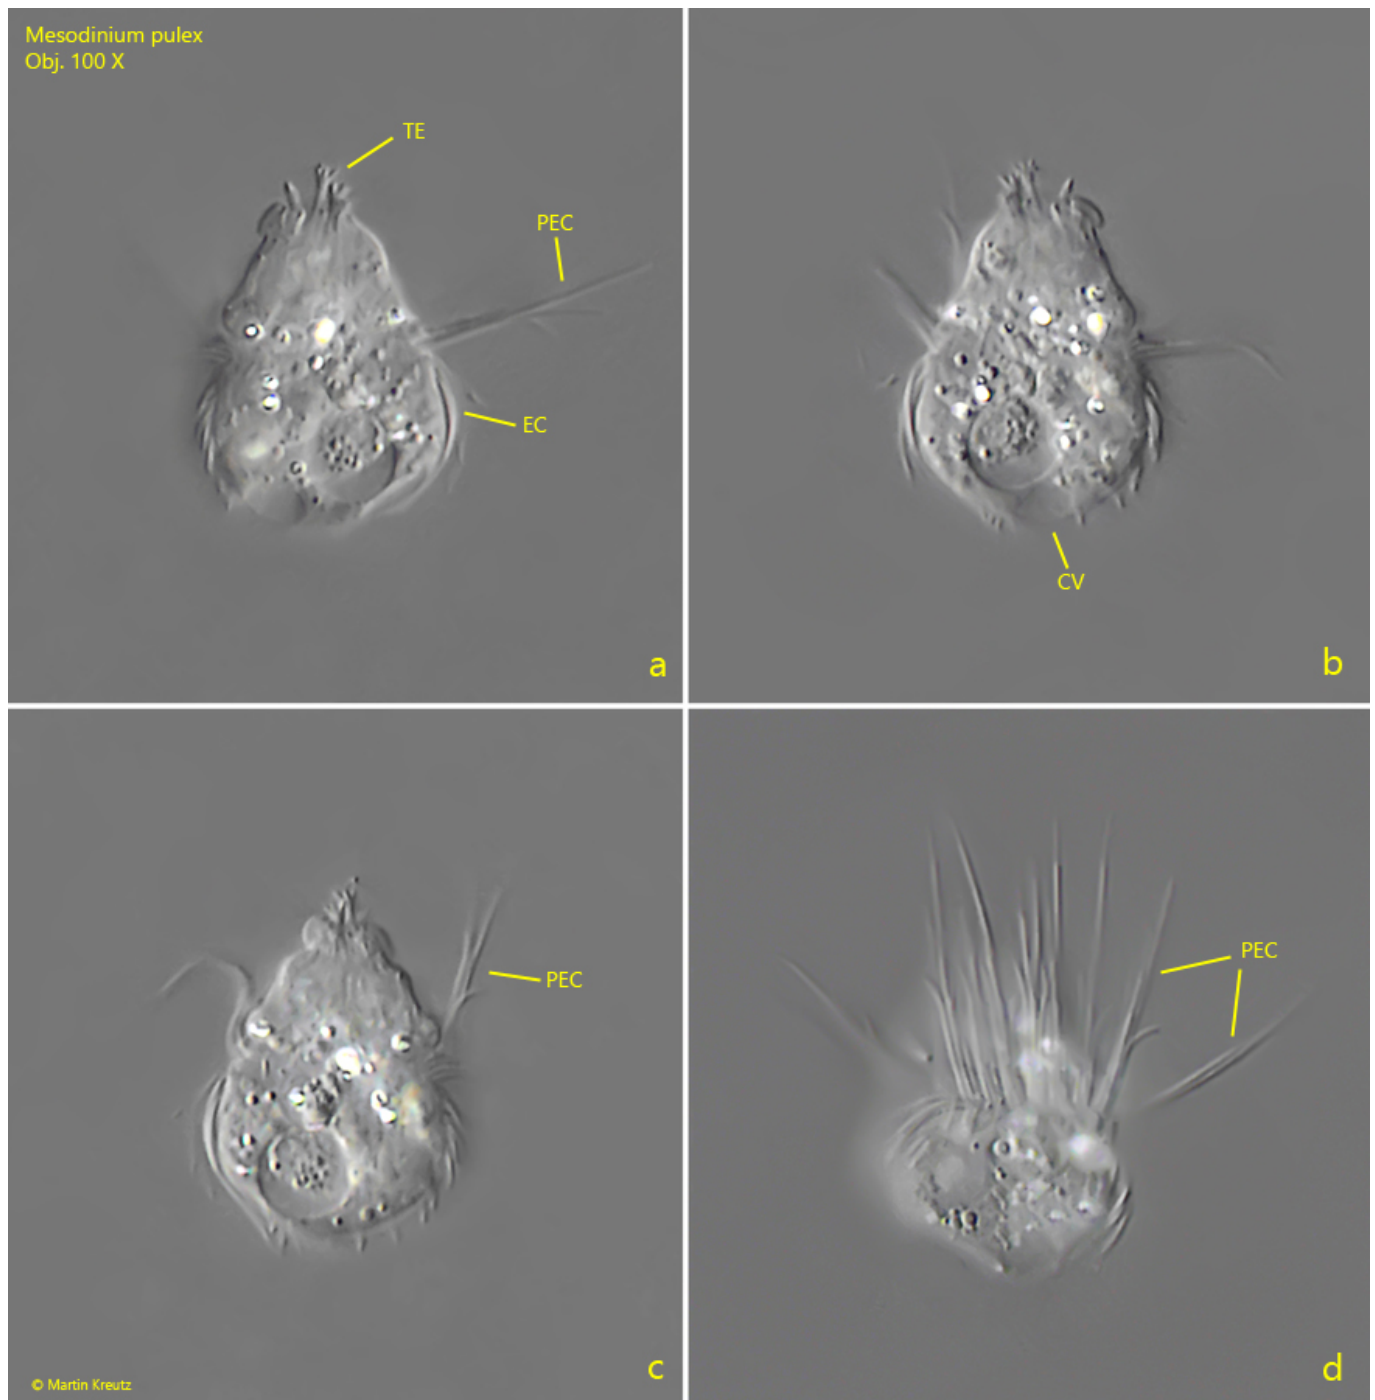 Mesodinium pulex
Obj. 100 X
TE
PEC
EC
a
CV
b
PEC
c
© Martin Kreutz
PEC
d